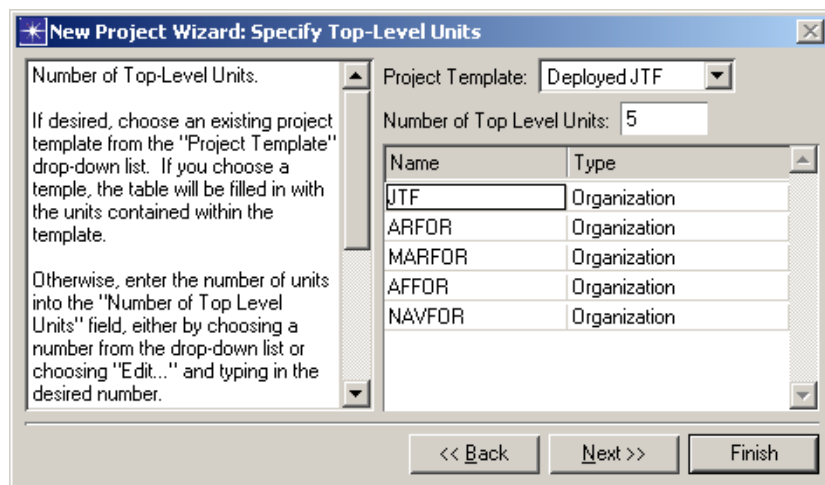 New Project Wizard: Specify Top-Level Units
Number of Top-Level Units.
If desired, choose an existing project
template from the "Project Template"
drop-down list. If you choose a
temple, the table will be filled in with
the units contained within the
template.
Otherwise, enter the number of units
into the "Number of Top Level
Units" field, either by choosing a
number from the drop-down list or
choosing "Edit..." and typing in the
desired number.
Project Template: Deployed JTF
Number of Top Level Units: 5
Name Type
JTF Organization
ARFOR Organization
MARFOR Organization
AFFOR Organization
NAVFOR Organization
<< Back Next >> Finish